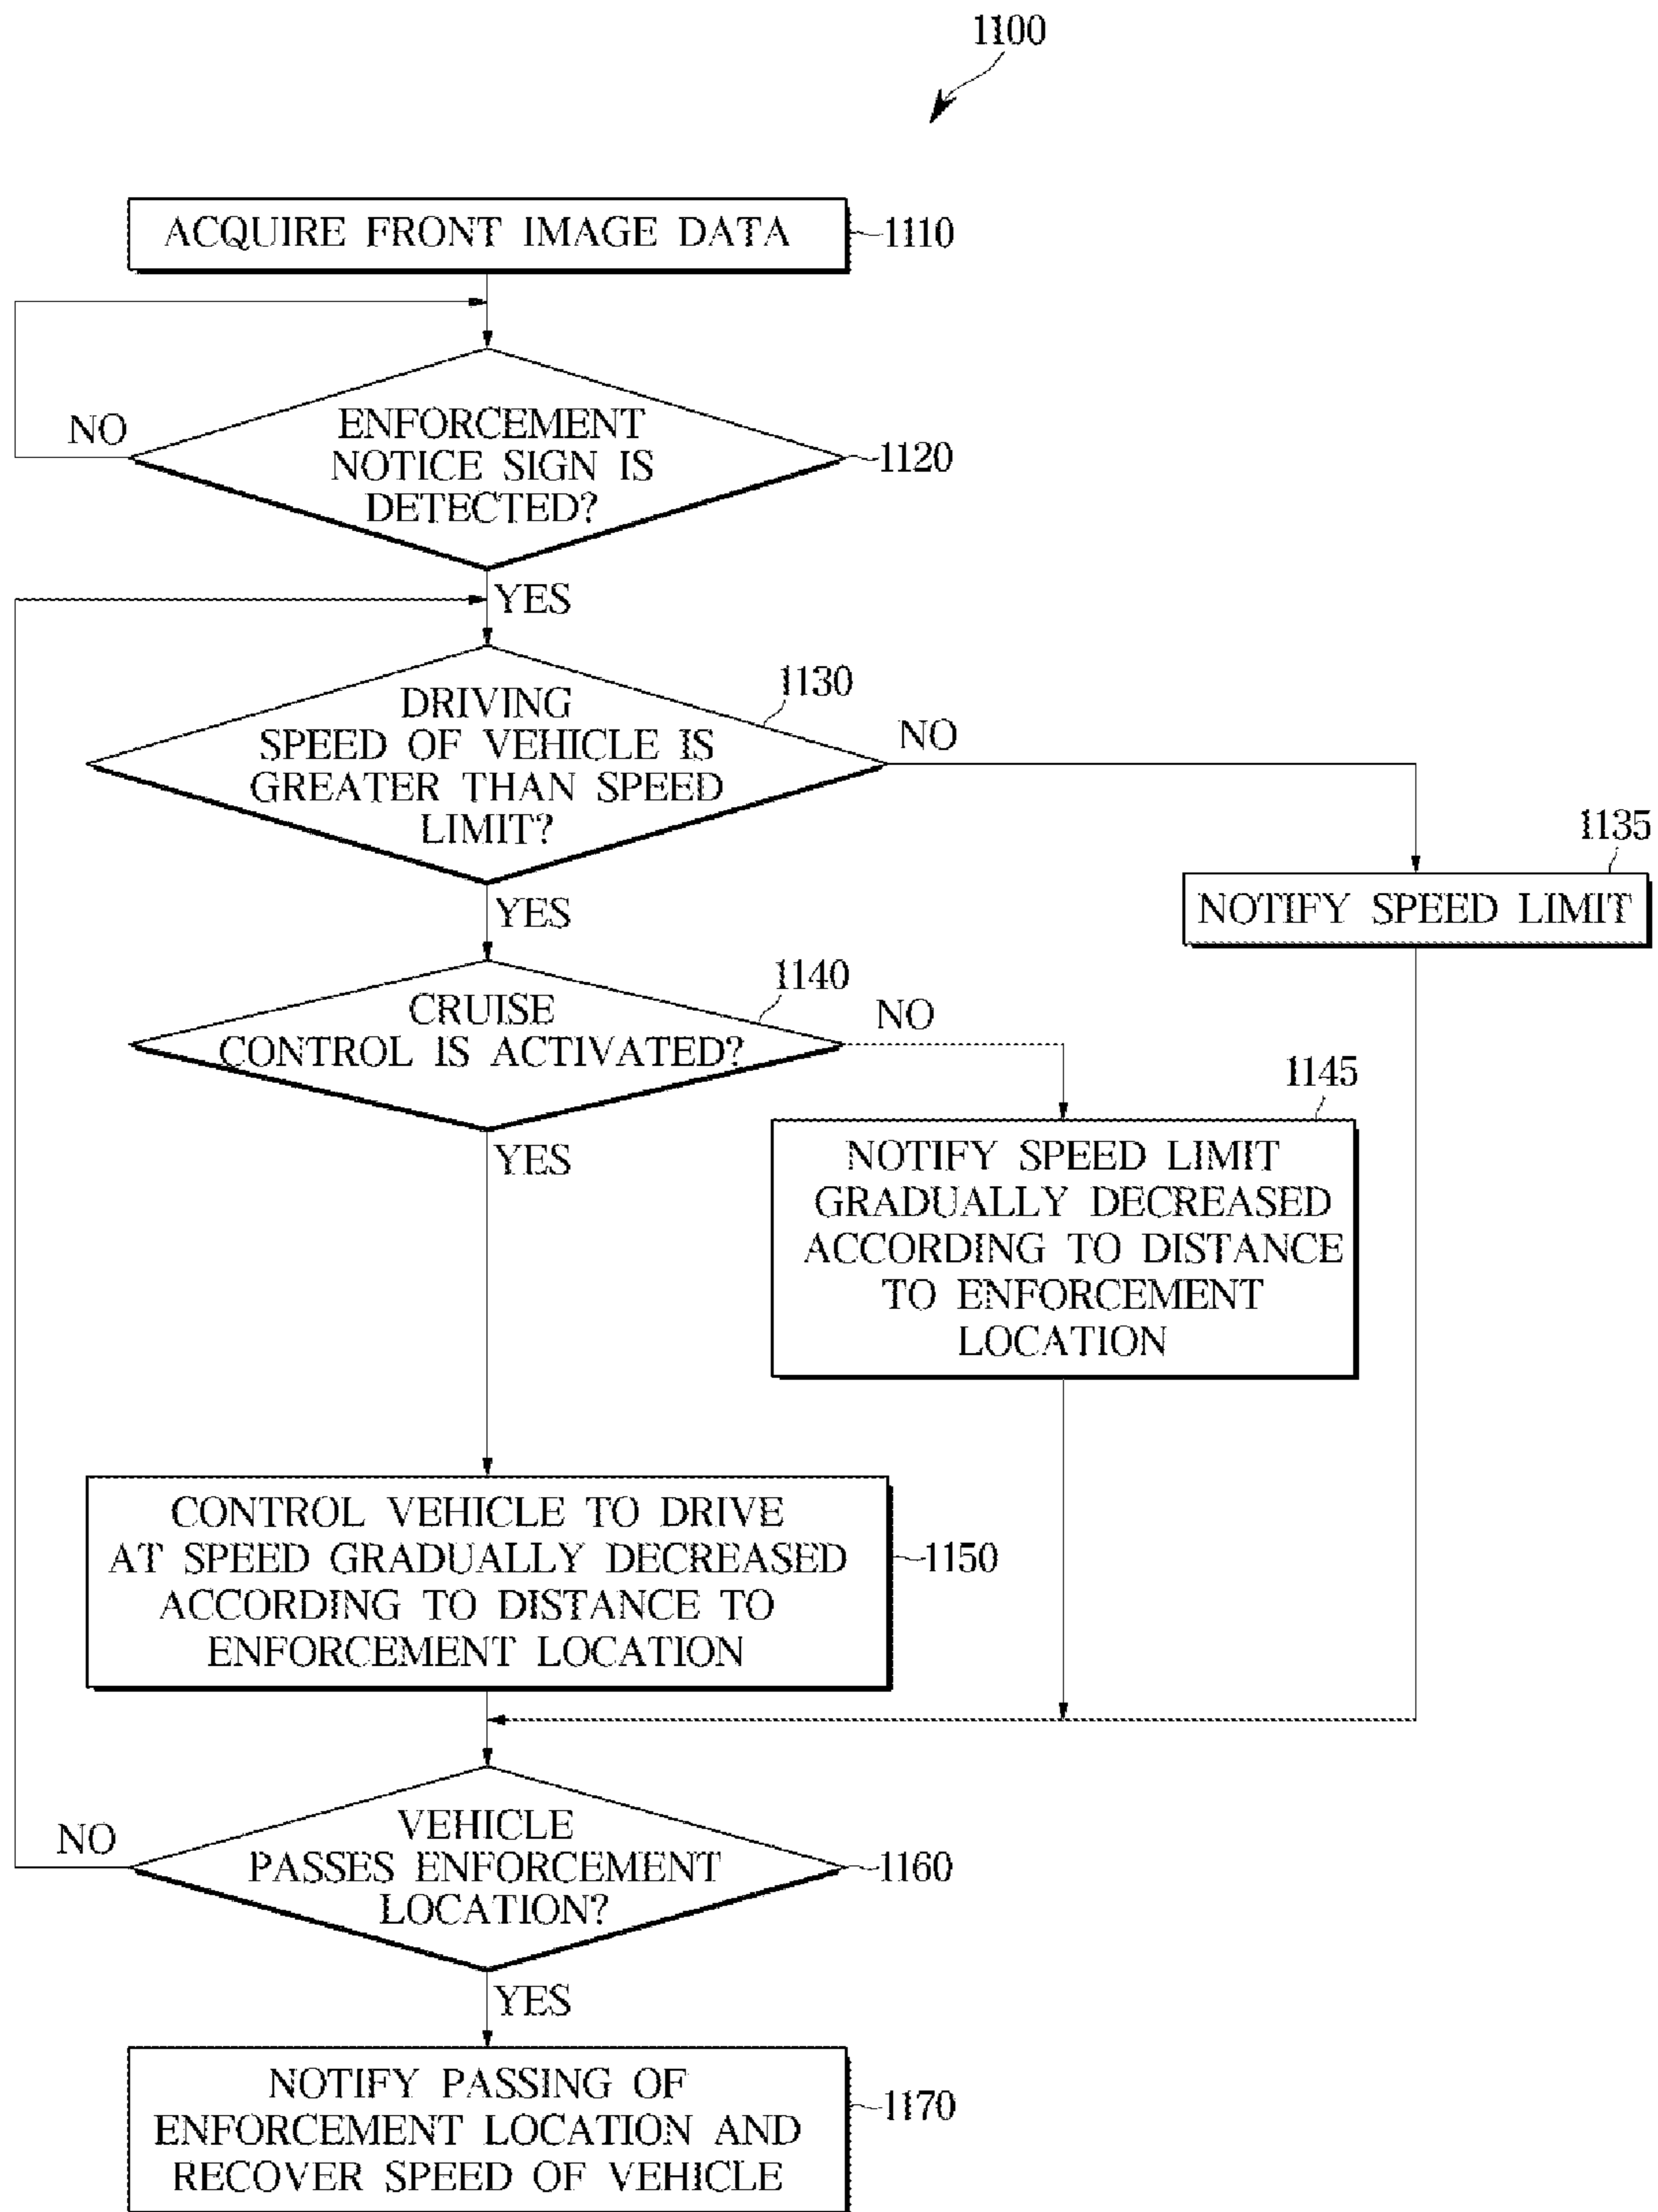 1100
ACQUIRE FRONT IMAGE DATA
1110
NO
ENFORCEMENT
NOTICE SIGN IS
DETECTED?
1120
YES
1130
DRIVING
SPEED OF VEHICLE IS
GREATER THAN SPEED
LIMIT?
NO
1135
NOTIFY SPEED LIMIT
YES
1140
CRUISE
CONTROL IS ACTIVATED?
NO
1145
NOTIFY SPEED LIMIT
GRADUALLY DECREASED
ACCORDING TO DISTANCE
TO ENFORCEMENT
LOCATION
YES
CONTROL VEHICLE TO DRIVE
AT SPEED GRADUALLY DECREASED
ACCORDING TO DISTANCE TO
ENFORCEMENT LOCATION
1150
NO
VEHICLE
PASSES ENFORCEMENT
LOCATION?
1160
YES
NOTIFY PASSING OF
ENFORCEMENT LOCATION AND
RECOVER SPEED OF VEHICLE
1170